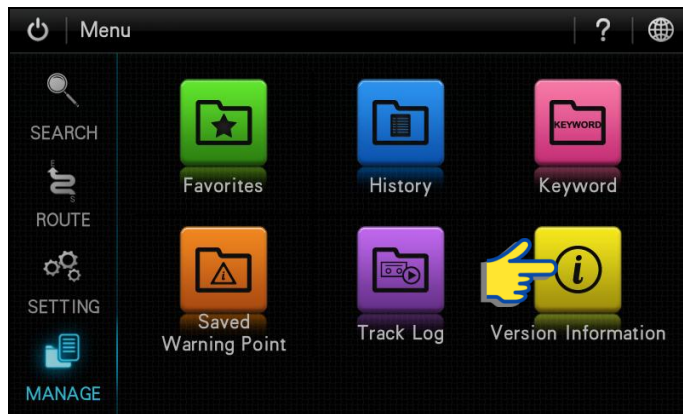 Menu
?
SEARCH
ROUTE
SETTING
MANAGE
Favorites
History
KEYWORD
Keyword
Saved
Warning Point
Track Log
i
Version Information